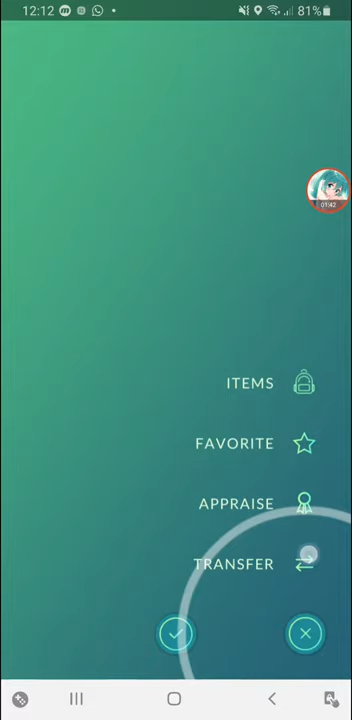 12:12
81%
01:42
ITEMS
FAVORITE
APPRAISE
TRANSFER